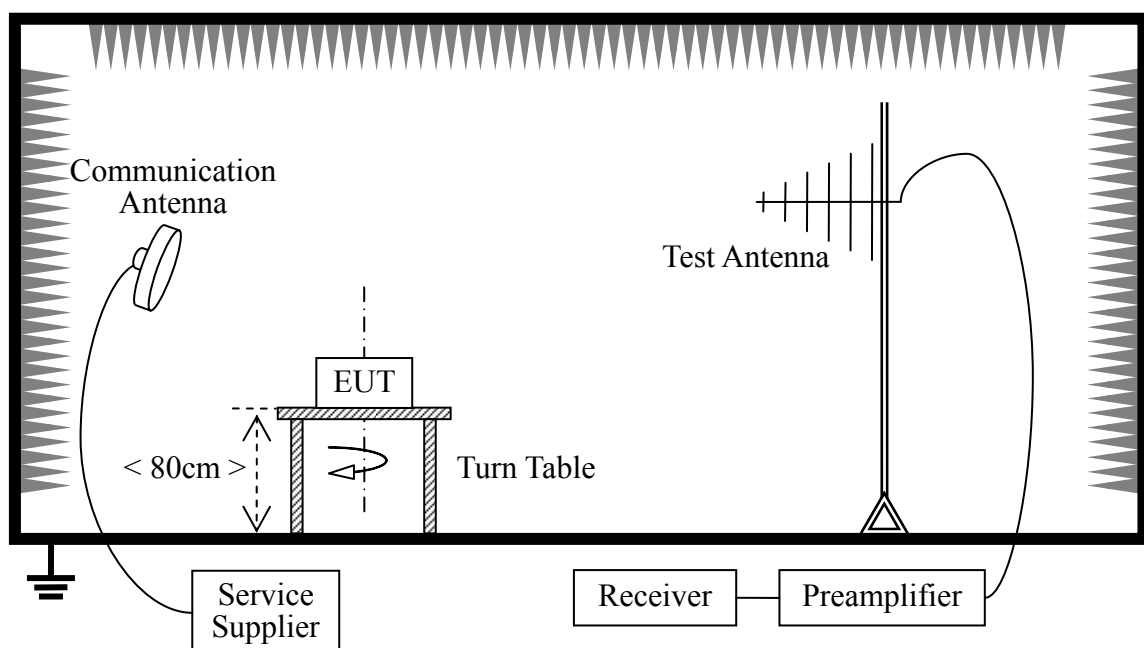 Communication
Antenna
Test Antenna
EUT
< 80cm >
Turn Table
Service
Supplier
Receiver
Preamplifier